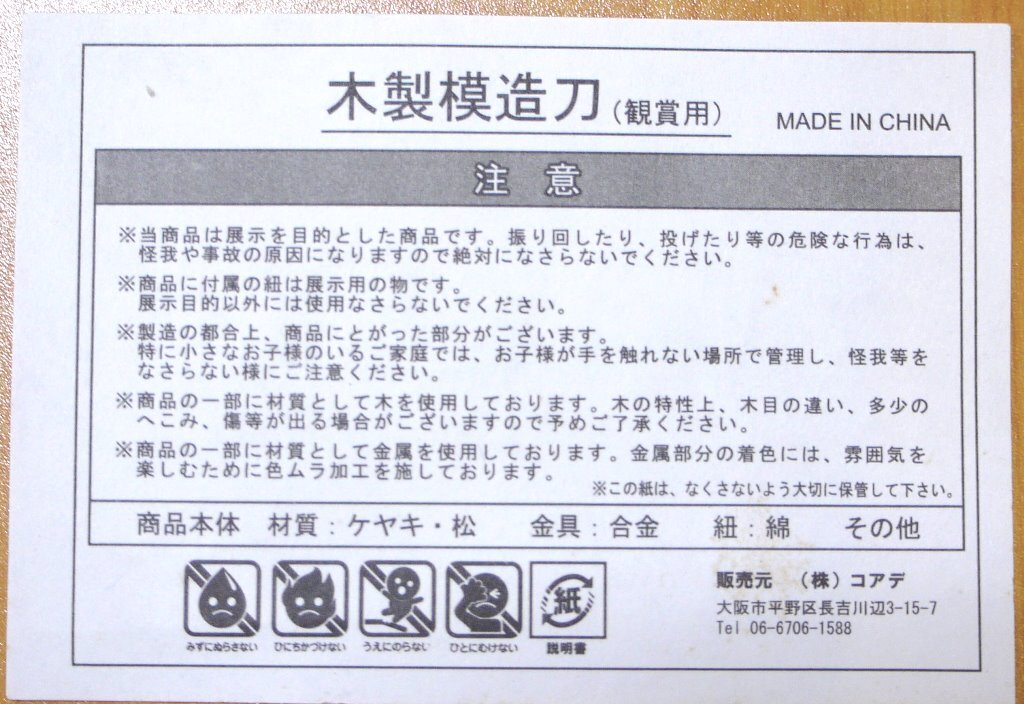 木製模造刀(観賞用)
MADE IN CHINA
注 意
※当商品は展示を目的とした商品です。振り回したり、投げたり等の危険な行為は、
怪我や事故の原因になりますので絶対になさらないでください。
※商品に付属の紐は展示用の物です。
展示目的以外には使用なさらないでください。
※製造の都合上、商品にとがった部分がございます。
特に小さなお子様のいるご家庭では、お子様が手を触れない場所で管理し、怪我等を
なさらない様にご注意ください。
※商品の一部に材質として木を使用しております。木の特性上、木目の違い、多少の
へこみ、傷等が出る場合がございますので予めご了承ください。
※商品の一部に材質として金属を使用しております。金属部分の着色には、雰囲気を
楽しむために色ムラ加工を施しております。
※この紙は、なくさないよう大切に保管して下さい。
商品本体 材質:ケヤキ・松 金具:合金 紐:綿 その他
紙
みずにぬらさない ひにちかづけない うえにのらない ひとにむけない 説明書
販売元 (株)コアデ
大阪市平野区長吉川辺3-15-7
Tel 06-6706-1588